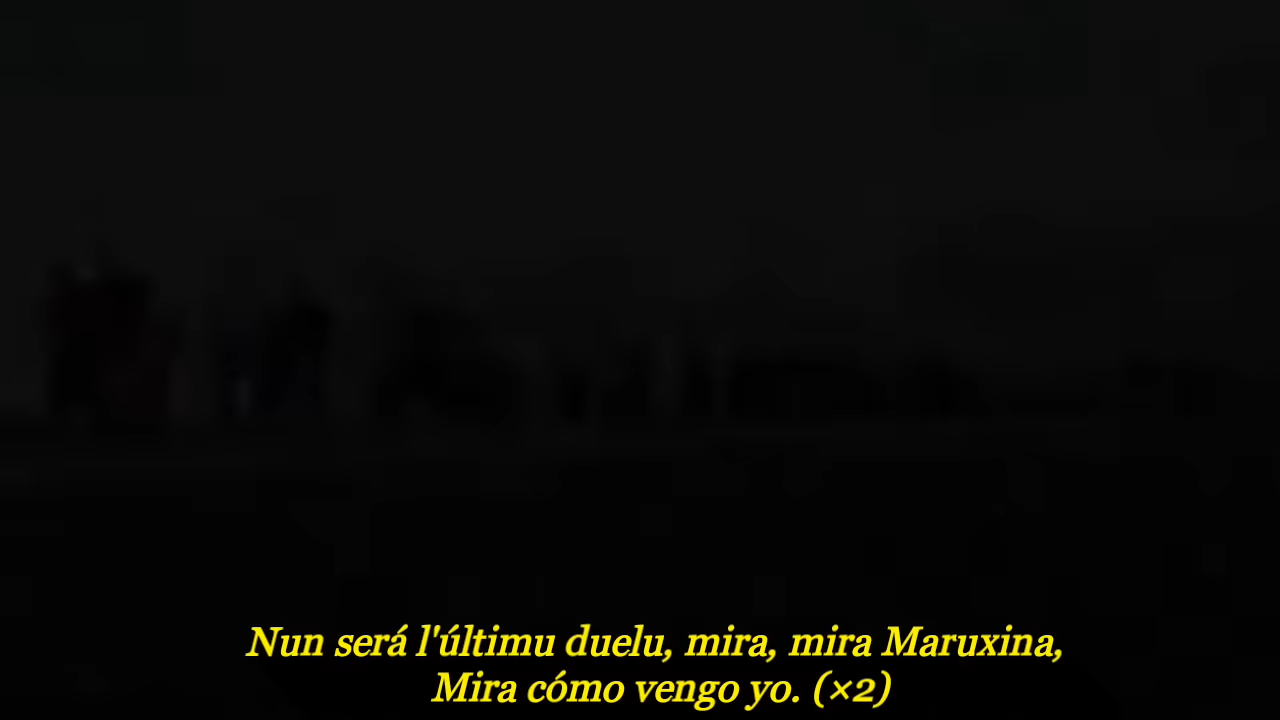 Nun será l'últimu duelu, mira, mira Maruxina,
Mira cómo vengo yo. (×2)